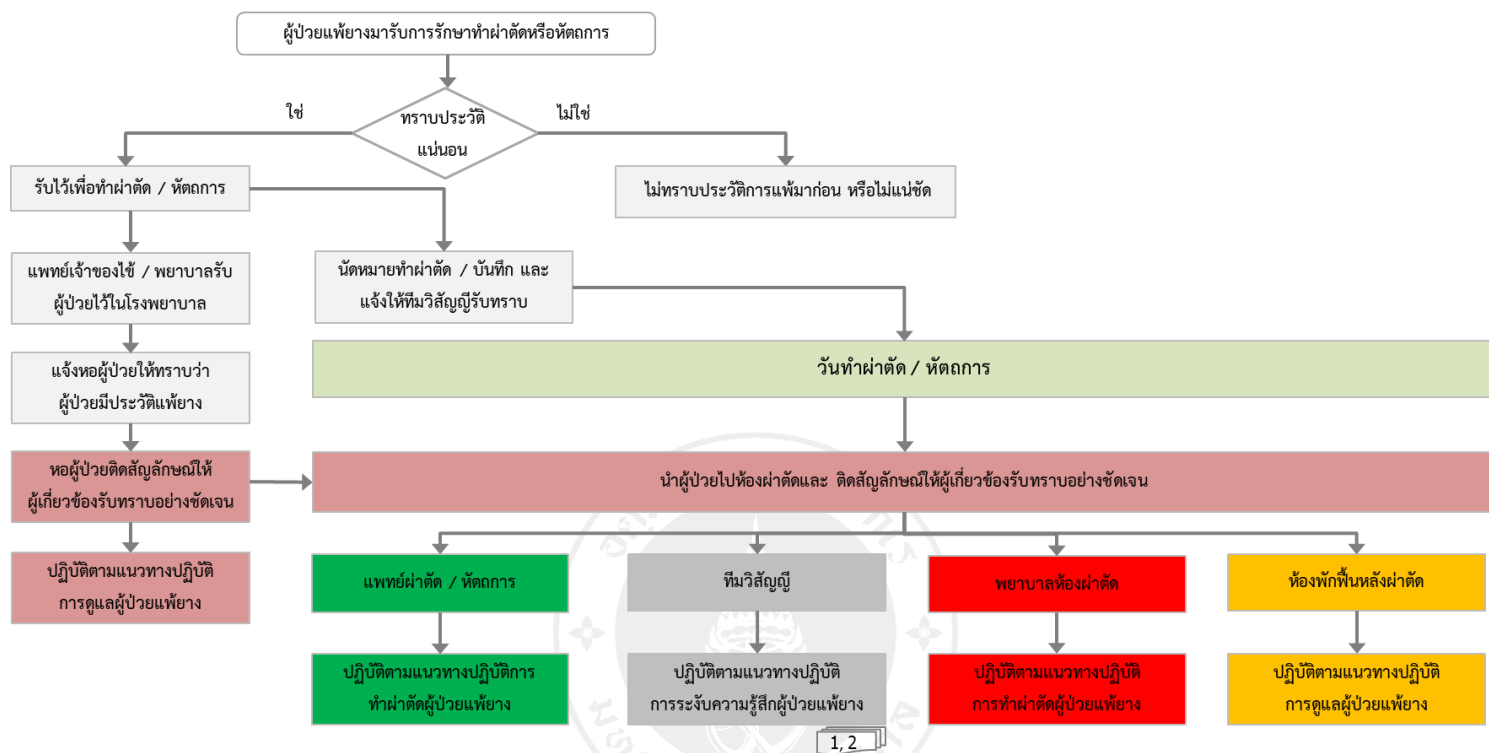 ผู้ป่วยแพ้ยางมารับการรักษาทำผ่าตัดหรือหัตถการ
ใช่
ทราบประวัติ
แน่นอน
ไม่ใช่
รับไว้เพื่อทำผ่าตัด / หัตถการ
ไม่ทราบประวัติการแพ้มาก่อน หรือไม่แน่ชัด
แพทย์เจ้าของไข้ / พยาบาลรับ
ผู้ป่วยไว้ในโรงพยาบาล
นัดหมายทำผ่าตัด / บันทึก และ
แจ้งให้ทีมวิสัญญีรับทราบ
แจ้งหอผู้ป่วยให้ทราบว่า
ผู้ป่วยมีประวัติแพ้ยาง
วันทำผ่าตัด / หัตถการ
หอผู้ป่วยติดสัญลักษณ์ให้
ผู้เกี่ยวข้องรับทราบอย่างชัดเจน
นำผู้ป่วยไปห้องผ่าตัดและ ติดสัญลักษณ์ให้ผู้เกี่ยวข้องรับทราบอย่างชัดเจน
ปฏิบัติตามแนวทางปฏิบัติ
การดูแลผู้ป่วยแพ้ยาง
แพทย์ผ่าตัด / หัตถการ
ทีมวิสัญญี
พยาบาลห้องผ่าตัด
ห้องพักฟื้นหลังผ่าตัด
ปฏิบัติตามแนวทางปฏิบัติการ
ทำผ่าตัดผู้ป่วยแพ้ยาง
ปฏิบัติตามแนวทางปฏิบัติ
การระงับความรู้สึกผู้ป่วยแพ้ยาง
ปฏิบัติตามแนวทางปฏิบัติ
การทำผ่าตัดผู้ป่วยแพ้ยาง
ปฏิบัติตามแนวทางปฏิบัติ
การดูแลผู้ป่วยแพ้ยาง
1, 2